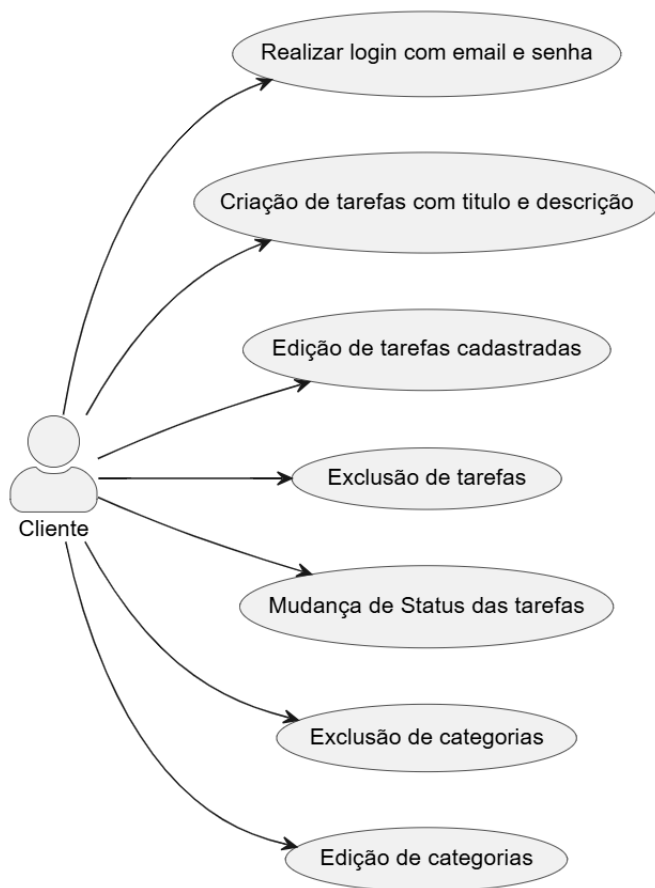 Realizar login com email e senha
Criação de tarefas com titulo e descrição
Edição de tarefas cadastradas
Exclusão de tarefas
Cliente
Mudança de Status das tarefas
Exclusão de categorias
Edição de categorias